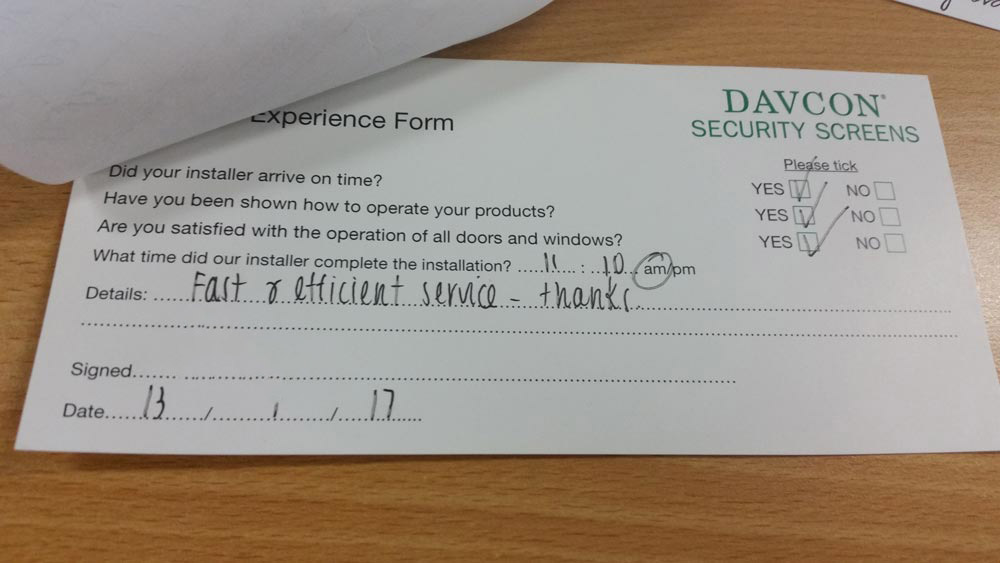 Experience Form
DAVCON®
SECURITY SCREENS
Please tick
Did your installer arrive on time? YES NO
Have you been shown how to operate your products? YES NO
Are you satisfied with the operation of all doors and windows? YES NO
What time did our installer complete the installation? 11 : 10 am/pm
Details: Fast & efficient service - thanks.
Signed
Date 13 / 1 / 17